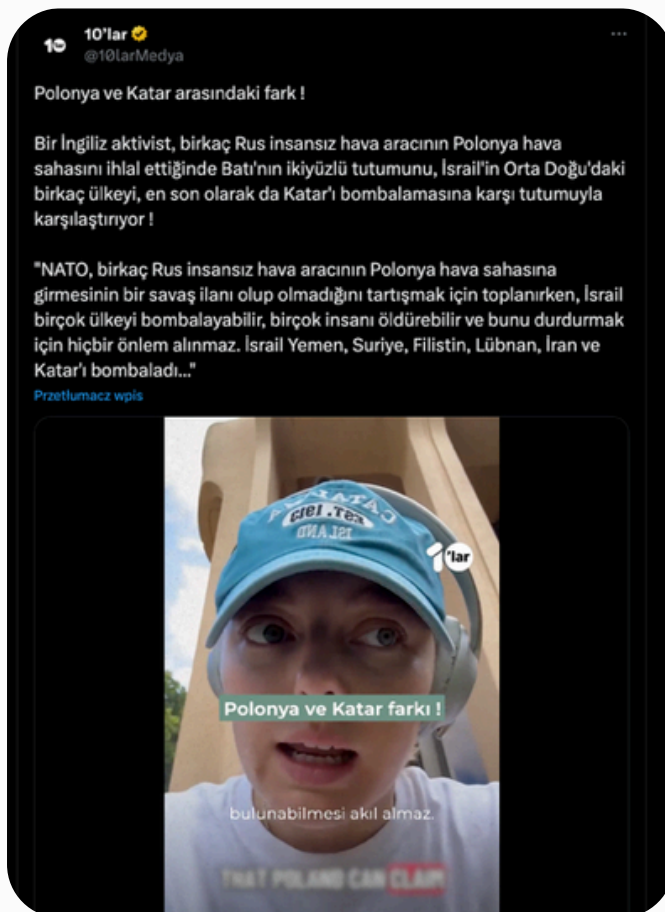 10'lar
@10larMedya
Polonya ve Katar arasındaki fark !
Bir İngiliz aktivist, birkaç Rus insansız hava aracının Polonya hava
sahasını ihlal ettiğinde Batı'nın ikiyüzlü tutumunu, İsrail'in Orta Doğu'daki
birkaç ülkeyi, en son olarak da Katar'ı bombalamasına karşı tutumuyla
karşılaştırıyor !
"NATO, birkaç Rus insansız hava aracının Polonya hava sahasına
girmesinin bir savaş ilanı olup olmadığını tartışmak için toplanırken, İsrail
birçok ülkeyi bombalayabilir, birçok insanı öldürebilir ve bunu durdurmak
için hiçbir önlem alınmaz. İsrail Yemen, Suriye, Filistin, Lübnan, İran ve
Katar'ı bombaladı..."
Przetłumacz wpis
CATALINA
EST. 1913
ISLAND
1'lar
Polonya ve Katar farkı !
bulunabilmesi akıl almaz.
THAT POLAND CAN CLAIM